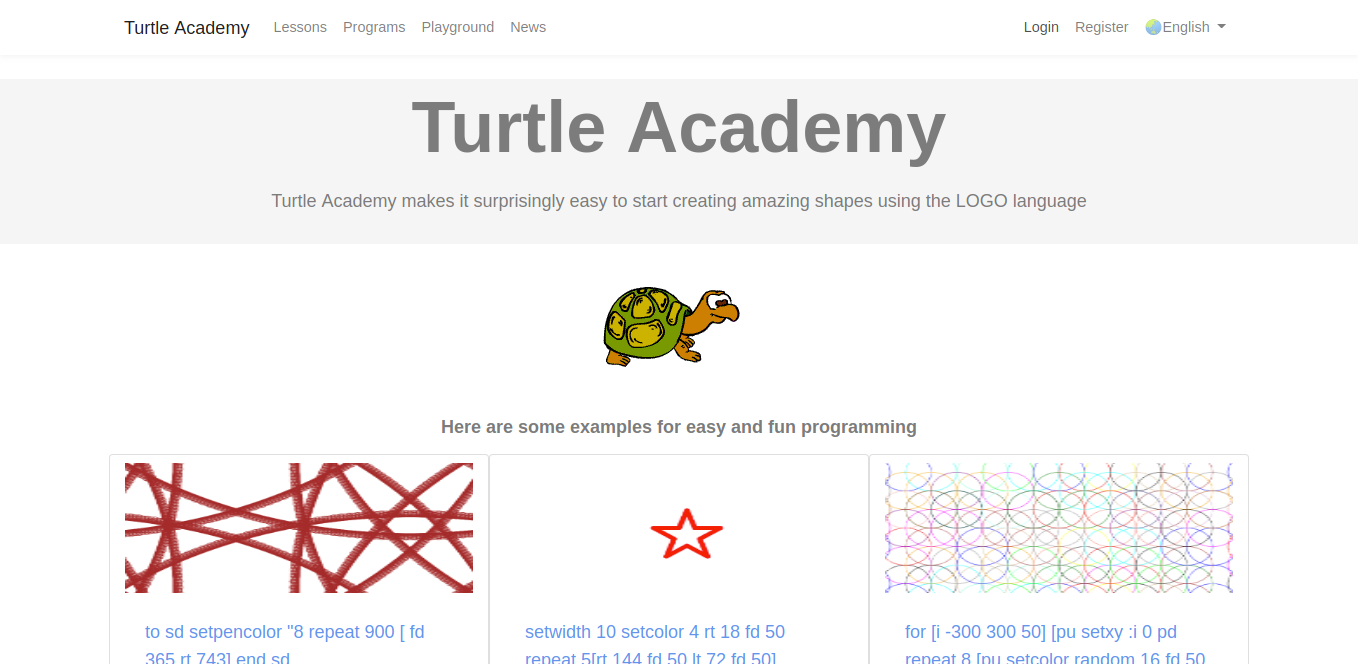 Turtle Academy Lessons Programs Playground News Login Register English
Turtle Academy
Turtle Academy makes it surprisingly easy to start creating amazing shapes using the LOGO language
Here are some examples for easy and fun programming
to sd setpencolor "8 repeat 900 [ fd
365 rt 743] end sd
setwidth 10 setcolor 4 rt 18 fd 50
repeat 5[rt 144 fd 50 lt 72 fd 50]
for [i -300 300 50] [pu setxy :i 0 pd
repeat 8 [pu setcolor random 16 fd 50